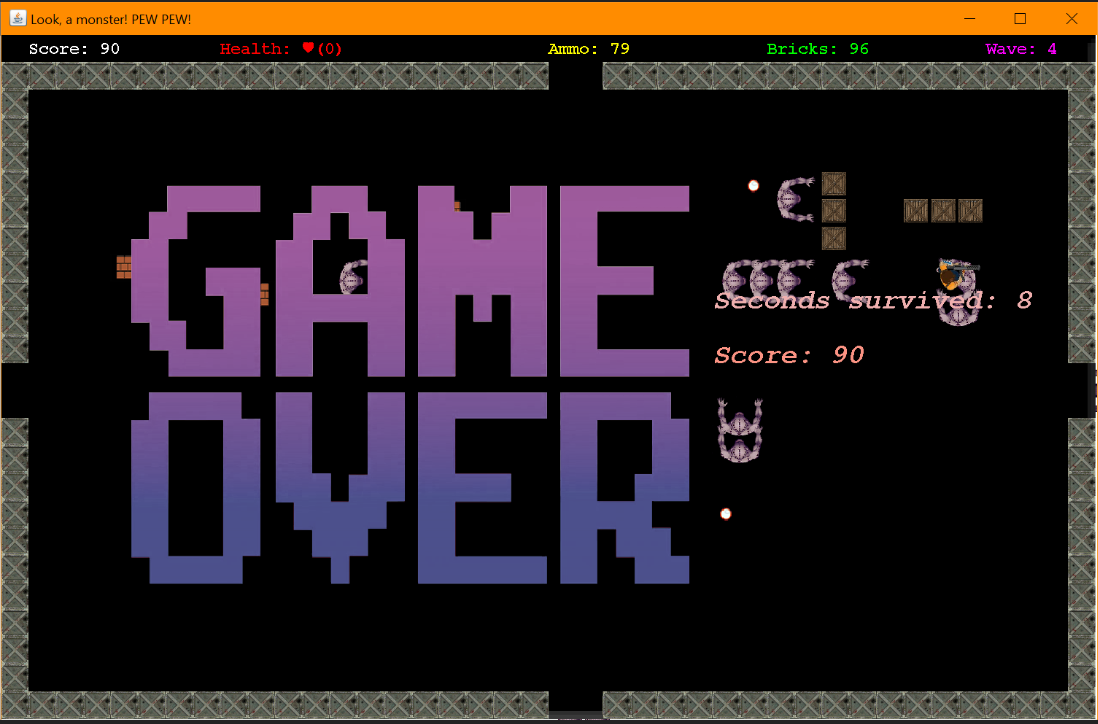 Look, a monster! PEW PEW!
Score: 90 Health: ♥(0) Ammo: 79 Bricks: 96 Wave: 4
GAME
OVER
Seconds survived: 8
Score: 90